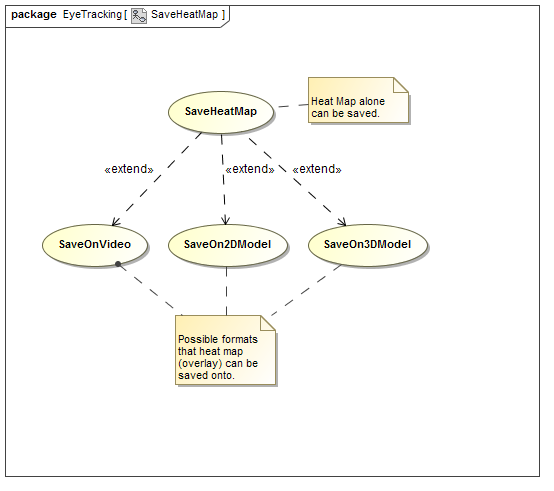 package EyeTracking [ SaveHeatMap ]
SaveHeatMap
Heat Map alone
can be saved.
«extend»
«extend»
«extend»
SaveOnVideo
SaveOn2DModel
SaveOn3DModel
Possible formats
that heat map
(overlay) can be
saved onto.